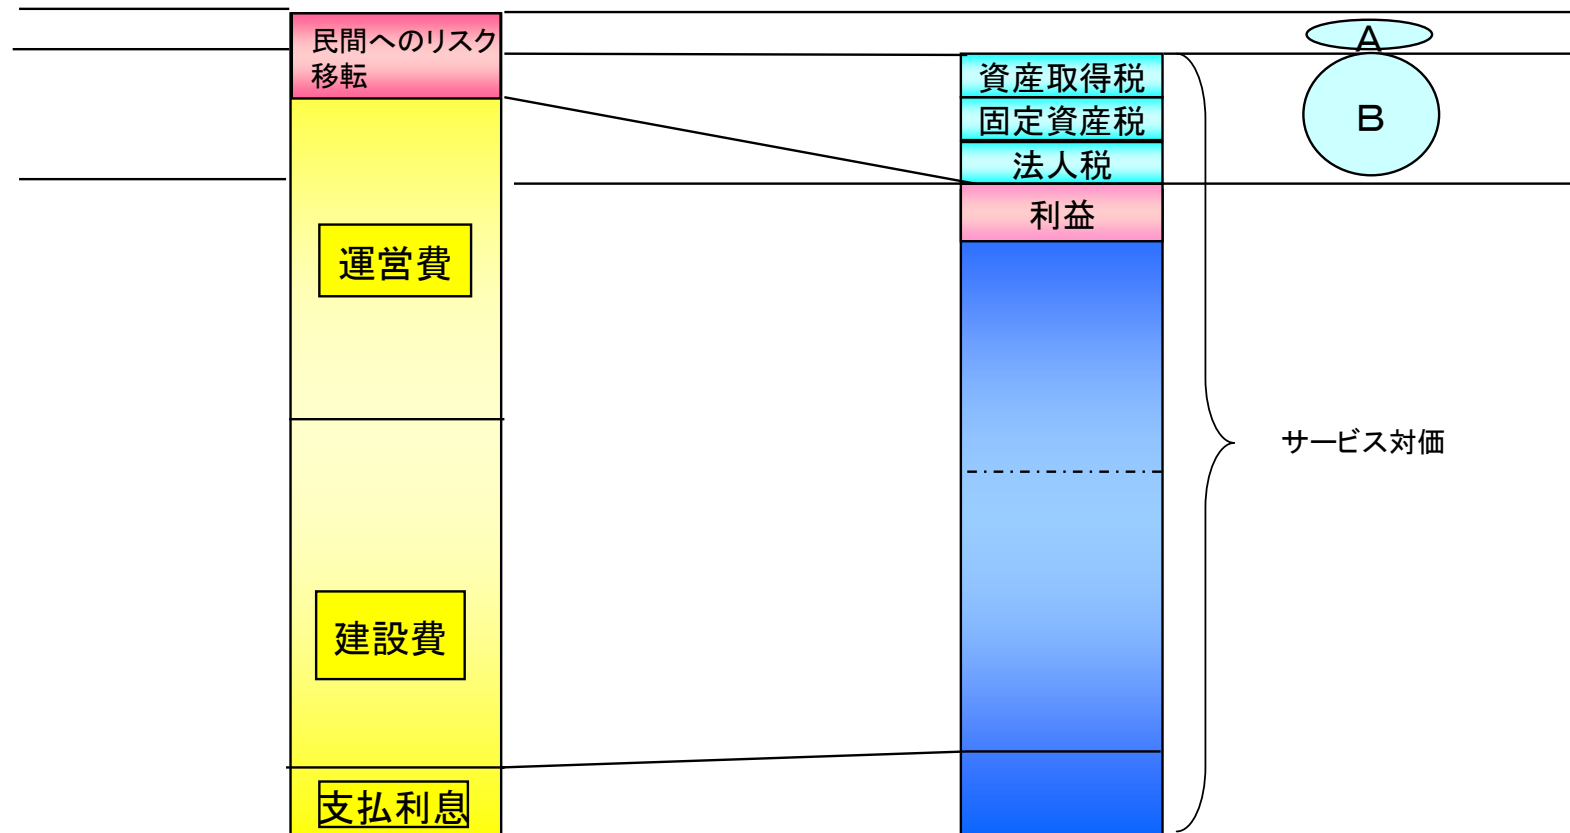 民間へのリスク
移転
運営費
建設費
支払利息
資産取得税
固定資産税
法人税
利益
A
B
サービス対価